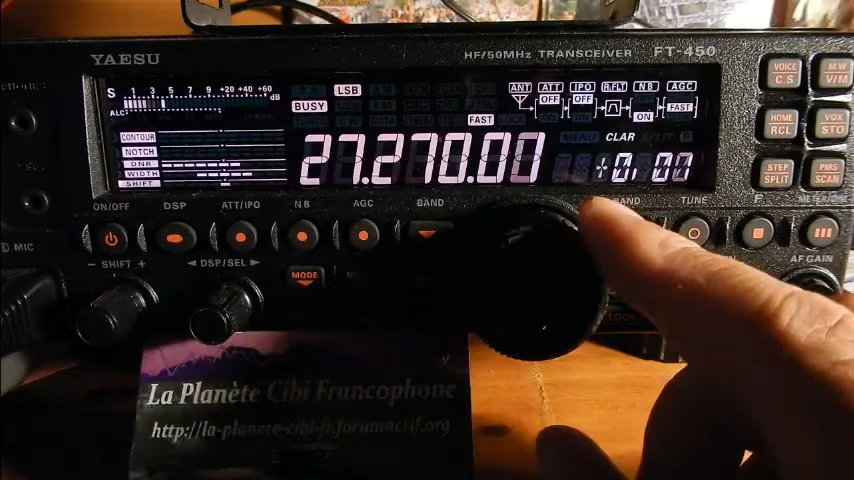 YAESU
HF/50MHz TRANSCEIVER FT-450
S 1 3 5 7 9 +20 +40 +60 dB
ALC
LSB
BUSY
FAST
ANT ATT IPO R.FLT NB AGC
OFF OFF ON FAST
MENU CLAR SPLIT
CONTOUR
NOTCH
DNR
WIDTH
SHIFT
27.270.00
+0.07
VOICE C.S
M/W V/M
HOME RCL
VOX STO
STEP SPLIT
PMS SCAN
ON/OFF DSP ATT/IPO NB AGC BAND BAND TUNE F
MIC
- SHIFT +
DSP/SEL
MODE
AF GAIN
LOCK
La Planète Cibi Francophone
http://la-planete-cibi-fr.forumactif.org